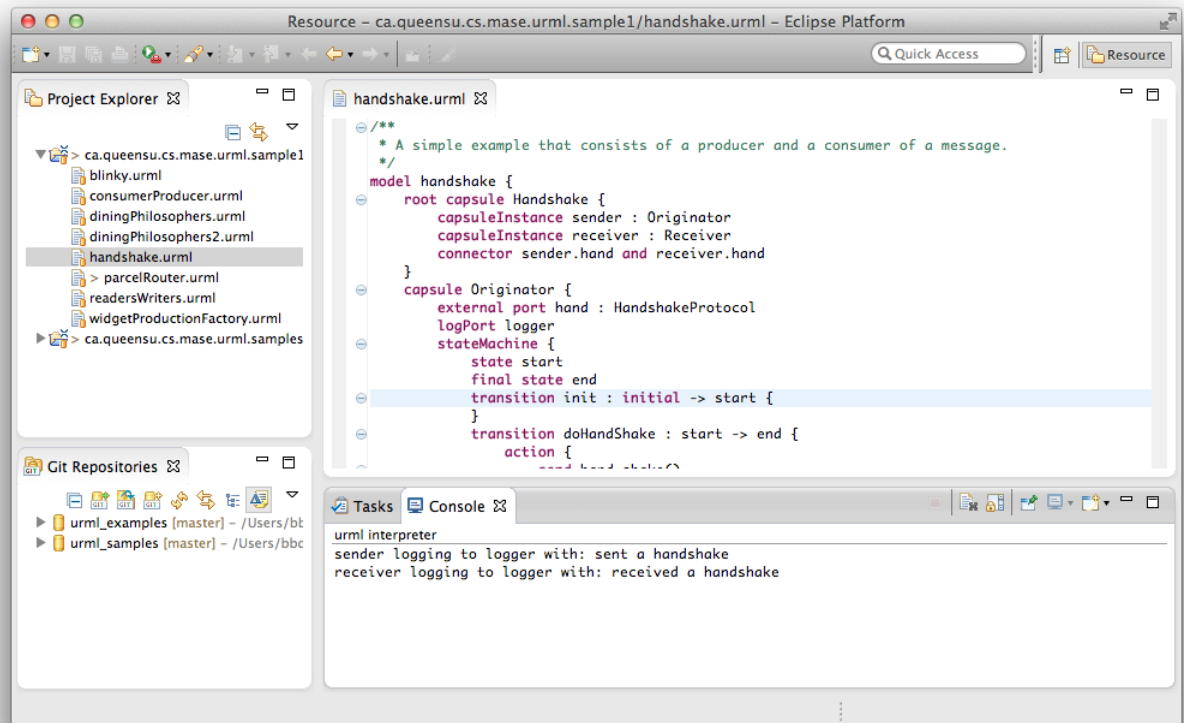 Resource – ca.queensu.cs.mase.urml.sample1/handshake.urml – Eclipse Platform
Quick Access
Resource
Project Explorer
> ca.queensu.cs.mase.urml.sample1
blinky.urml
consumerProducer.urml
diningPhilosophers.urml
diningPhilosophers2.urml
handshake.urml
> parcelRouter.urml
readersWriters.urml
widgetProductionFactory.urml
> ca.queensu.cs.mase.urml.samples
Git Repositories
GIT
urml_examples [master] – /Users/bb
urml_samples [master] – /Users/bbc
handshake.urml
/**
* A simple example that consists of a producer and a consumer of a message.
*/
model handshake {
root capsule Handshake {
capsuleInstance sender : Originator
capsuleInstance receiver : Receiver
connector sender.hand and receiver.hand
}
capsule Originator {
external port hand : HandshakeProtocol
logPort logger
stateMachine {
state start
final state end
transition init : initial -> start {
}
transition doHandShake : start -> end {
action {
Tasks
Console
urml interpreter
sender logging to logger with: sent a handshake
receiver logging to logger with: received a handshake